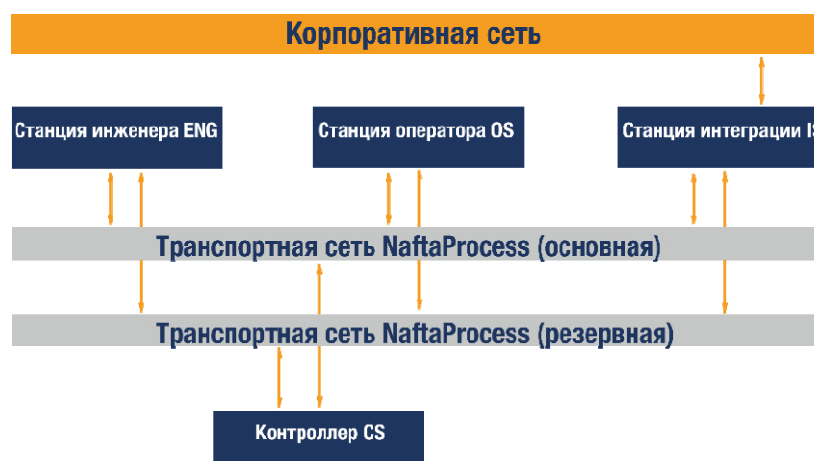 Корпоративная сеть
Станция инженера ENG
Станция оператора OS
Станция интеграции IS
Транспортная сеть NaftaProcess (основная)
Транспортная сеть NaftaProcess (резервная)
Контроллер CS